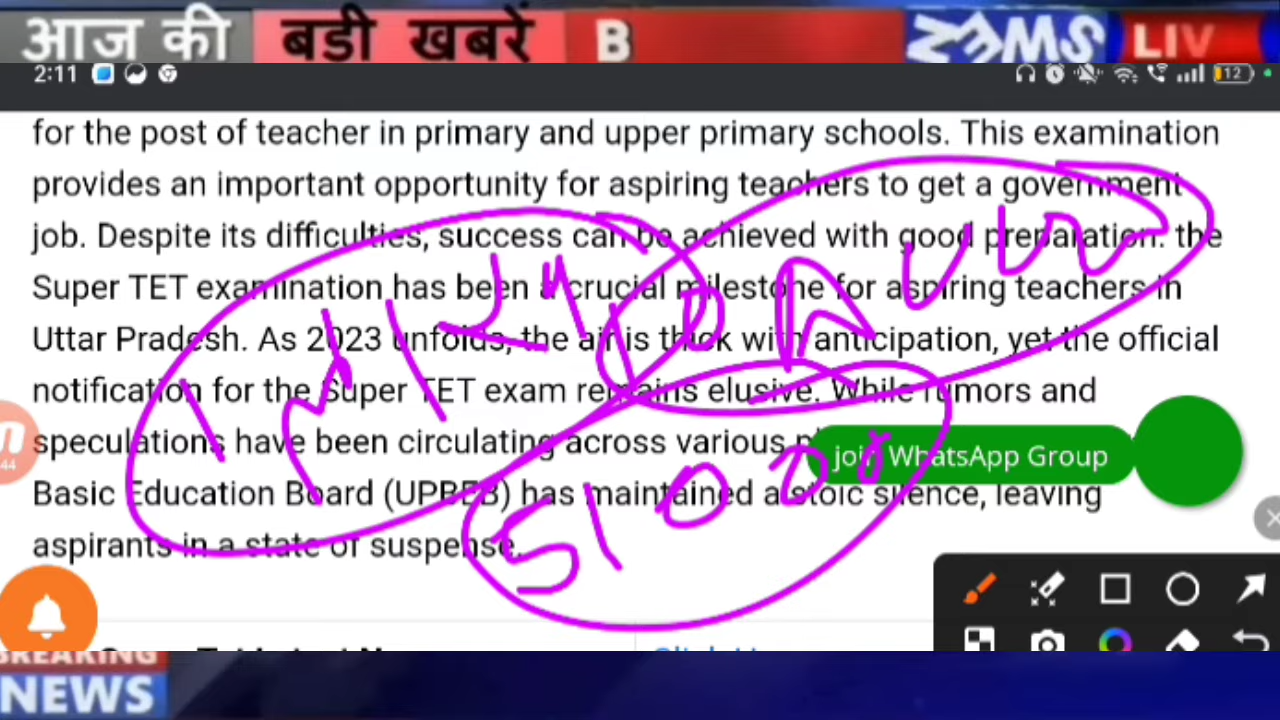 आज की बडी खबरें B NEWS LIV
2:11 12
for the post of teacher in primary and upper primary schools. This examination
provides an important opportunity for aspiring teachers to get a government
job. Despite its difficulties, success can be achieved with good preparation. the
Super TET examination has been a crucial milestone for aspiring teachers in
Uttar Pradesh. As 2023 unfolds, the air is thick with anticipation, yet the official
notification for the Super TET exam remains elusive. While rumors and
speculations have been circulating across various
join WhatsApp Group
Basic Education Board (UPBEB) has maintained a stoic silence, leaving
aspirants in a state of suspense.
51000
44
BREAKING
NEWS